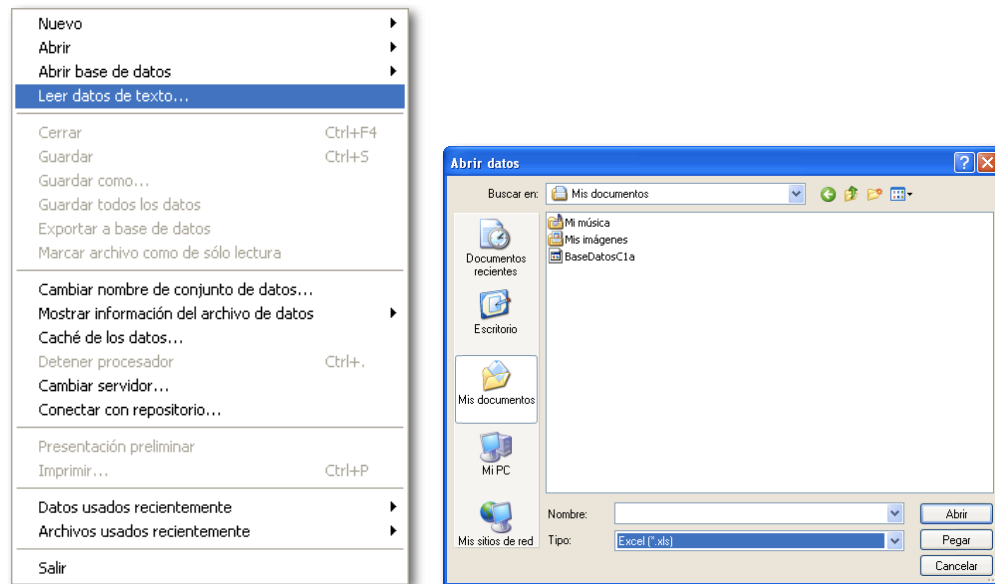 Nuevo
Abrir
Abrir base de datos
Leer datos de texto...
Cerrar Ctrl+F4
Guardar Ctrl+S
Guardar como...
Guardar todos los datos
Exportar a base de datos
Marcar archivo como de sólo lectura
Cambiar nombre de conjunto de datos...
Mostrar información del archivo de datos
Caché de los datos...
Detener procesador Ctrl+.
Cambiar servidor...
Conectar con repositorio...
Presentación preliminar
Imprimir... Ctrl+P
Datos usados recientemente
Archivos usados recientemente
Salir
Abrir datos
Buscar en: Mis documentos
Mi música
Mis imágenes
BaseDatosC1a
Documentos
recientes
Escritorio
Mis documentos
Mi PC
Mis sitios de red
Nombre:
Abrir
Tipo: Excel (*.xls)
Pegar
Cancelar